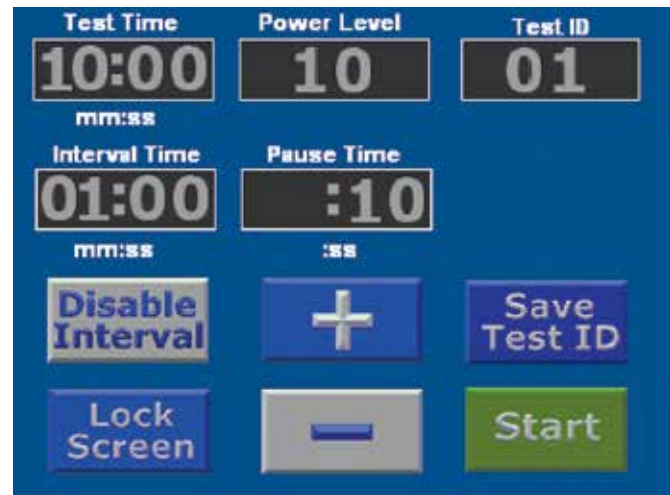 Test Time Power Level Test ID
10:00 10 01
mm:ss
Interval Time Pause Time
01:00 :10
mm:ss :ss
Disable
Interval
+
Save
Test ID
Lock
Screen
-
Start